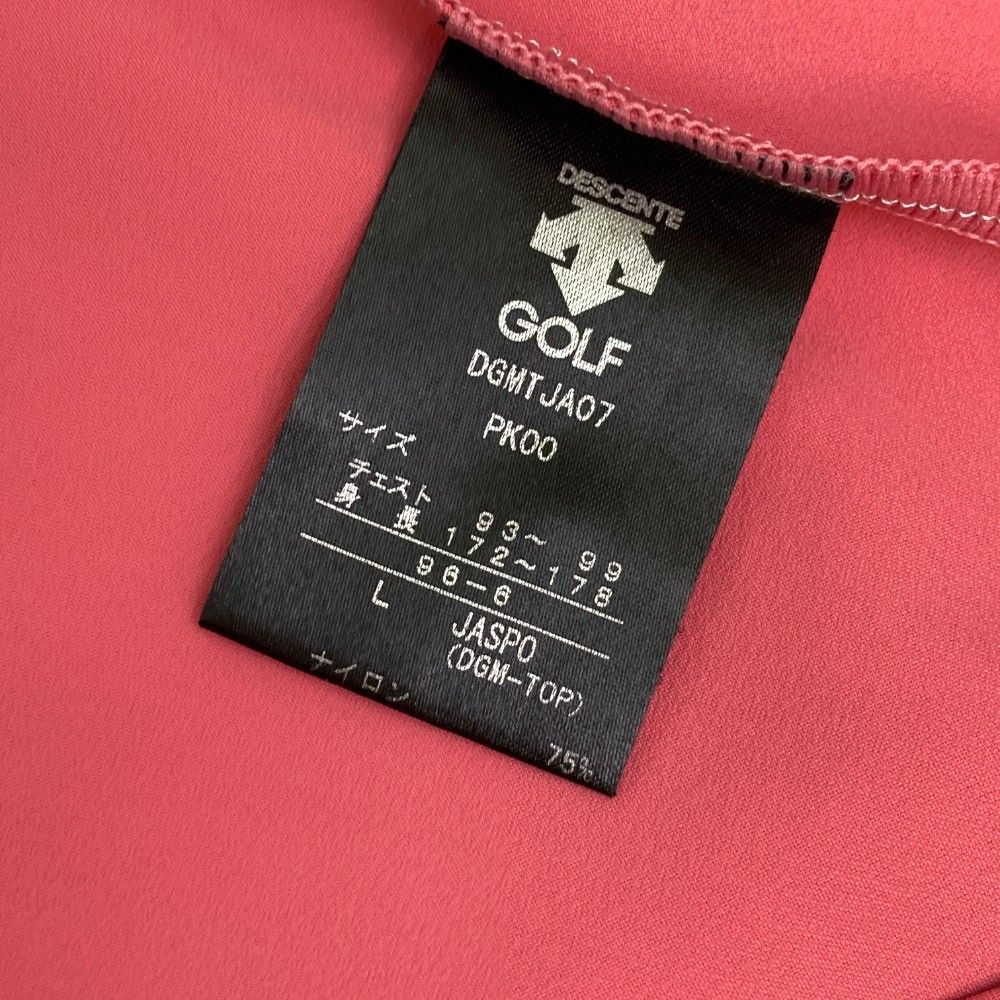 DESCENTE
GOLF
DGMTJA07
PK00
サイズ
チェスト 93～ 99
身 長 172～178
96-6
L JASPO
(DGM-TOP)
ナイロン 75%